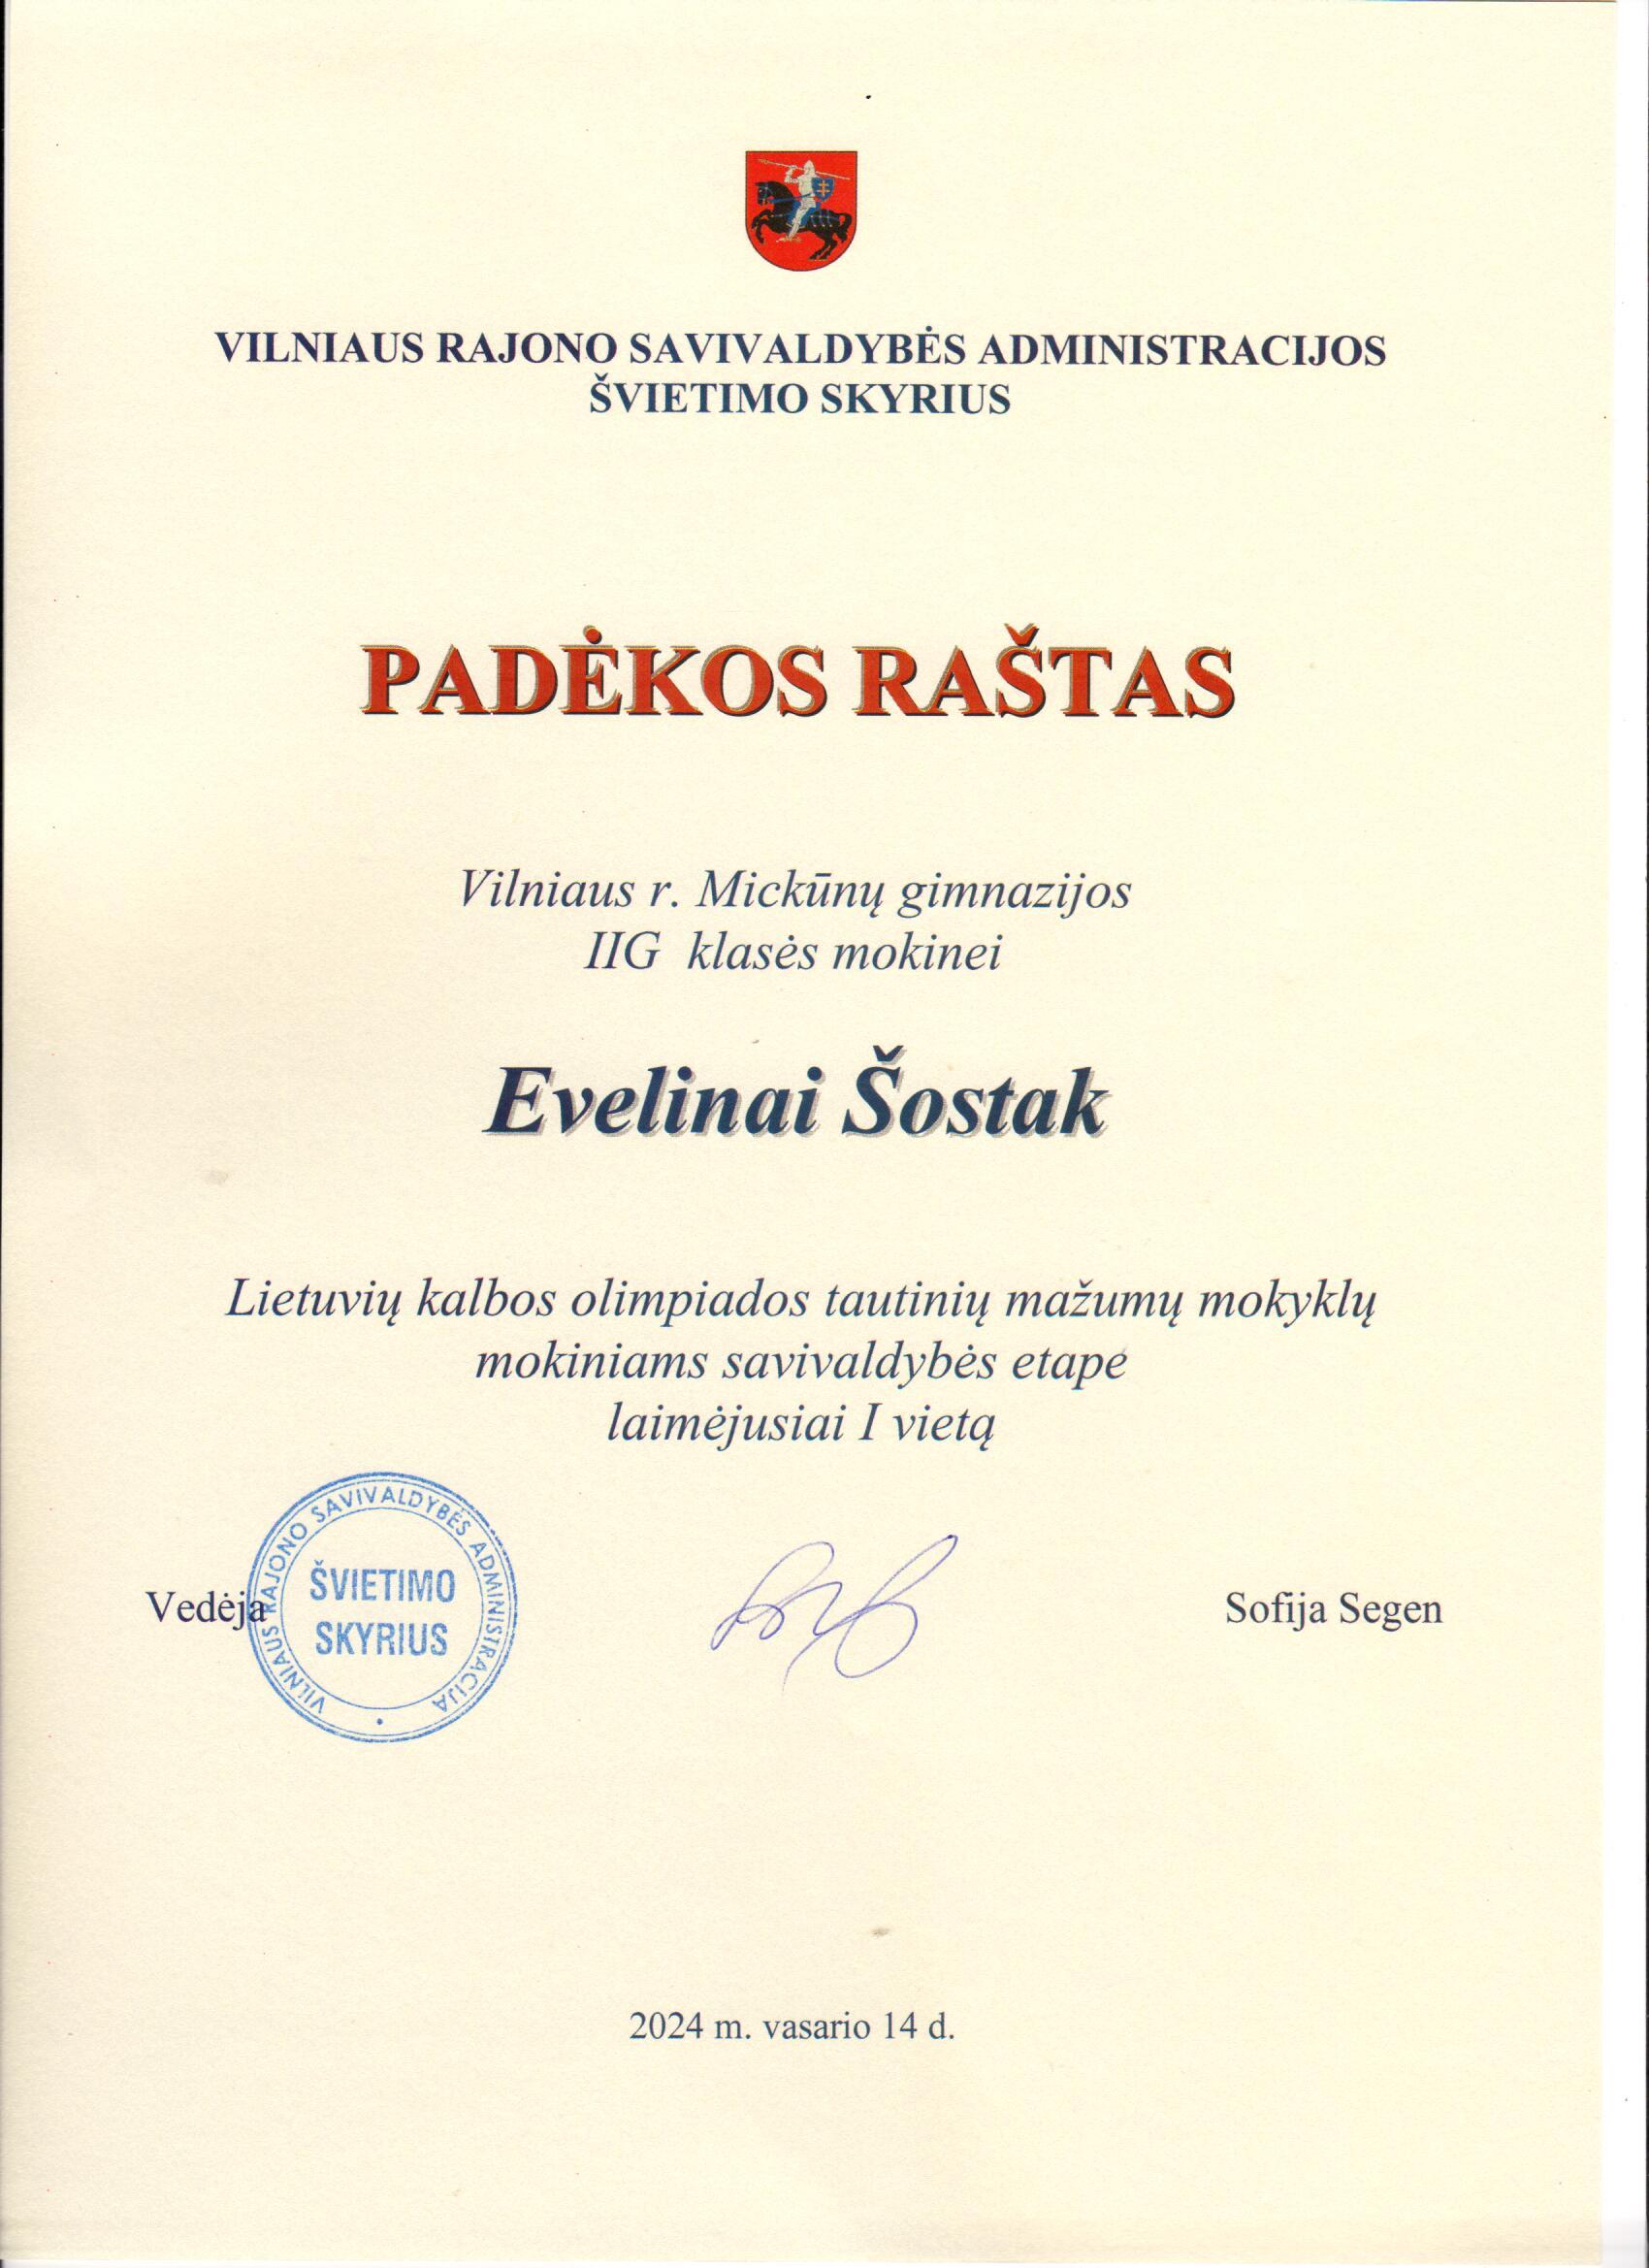 VILNIAUS RAJONO SAVIVALDYBĖS ADMINISTRACIJOS
ŠVIETIMO SKYRIUS
PADĖKOS RAŠTAS
Vilniaus r. Mickūnų gimnazijos
IIG klasės mokinei
Evelinai Šostak
Lietuvių kalbos olimpiados tautinių mažumų mokyklų
mokiniams savivaldybės etape
laimėjusiai I vietą
Vedėja
VILNIAUS RAJONO SAVIVALDYBĖS ADMINISTRACIJA
ŠVIETIMO
SKYRIUS
Sofija Segen
2024 m. vasario 14 d.